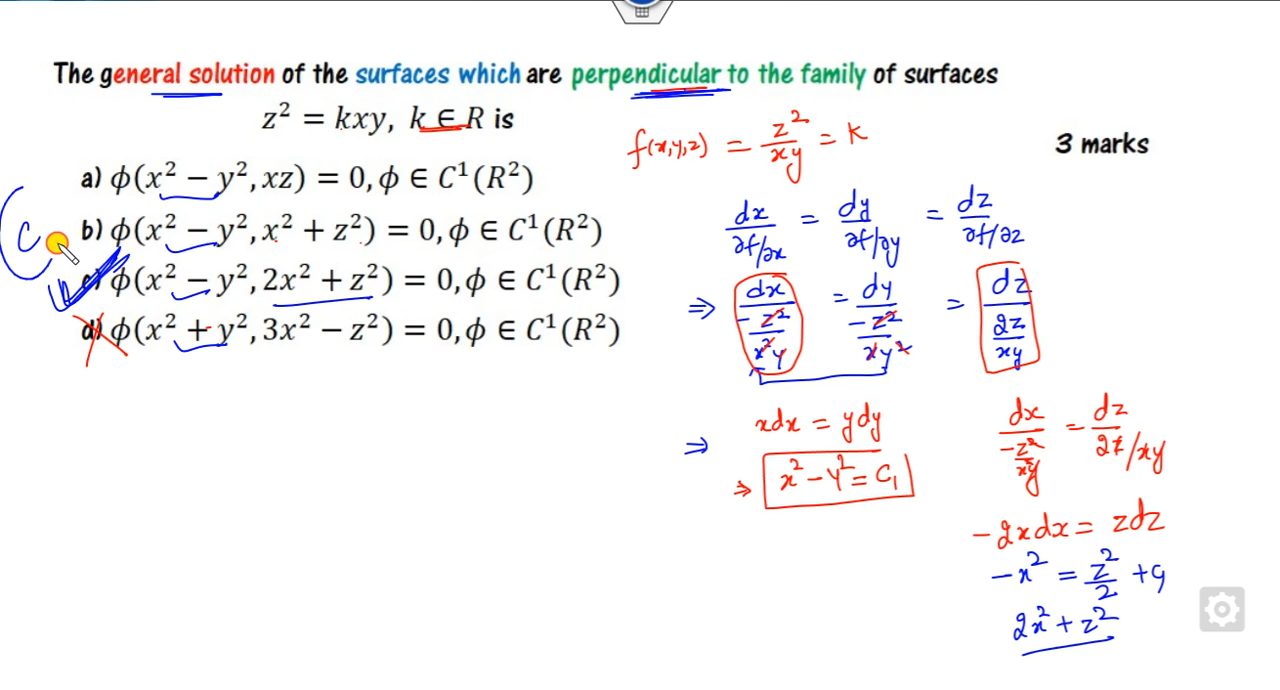 The general solution of the surfaces which are perpendicular to the family of surfaces
z² = kxy, k ∈ R is
3 marks
a) ϕ(x² − y², xz) = 0, ϕ ∈ C¹(R²)
b) ϕ(x² − y², x² + z²) = 0, ϕ ∈ C¹(R²)
c) ϕ(x² − y², 2x² + z²) = 0, ϕ ∈ C¹(R²)
d) ϕ(x² + y², 3x² − z²) = 0, ϕ ∈ C¹(R²)
C
f(x,y,z) = z²/xy = k
dx/∂f/∂x = dy/∂f/∂y = dz/∂f/∂z
⇒ dx/(−z²/x²y) = dy/(−z²/xy²) = dz/(2z/xy)
⇒ xdx = ydy
⇒ x² − y² = C₁
dx/(−z²/x²y) = dz/(2z/xy)
−2xdx = zdz
−x² = z²/2 + c₁
2x² + z²